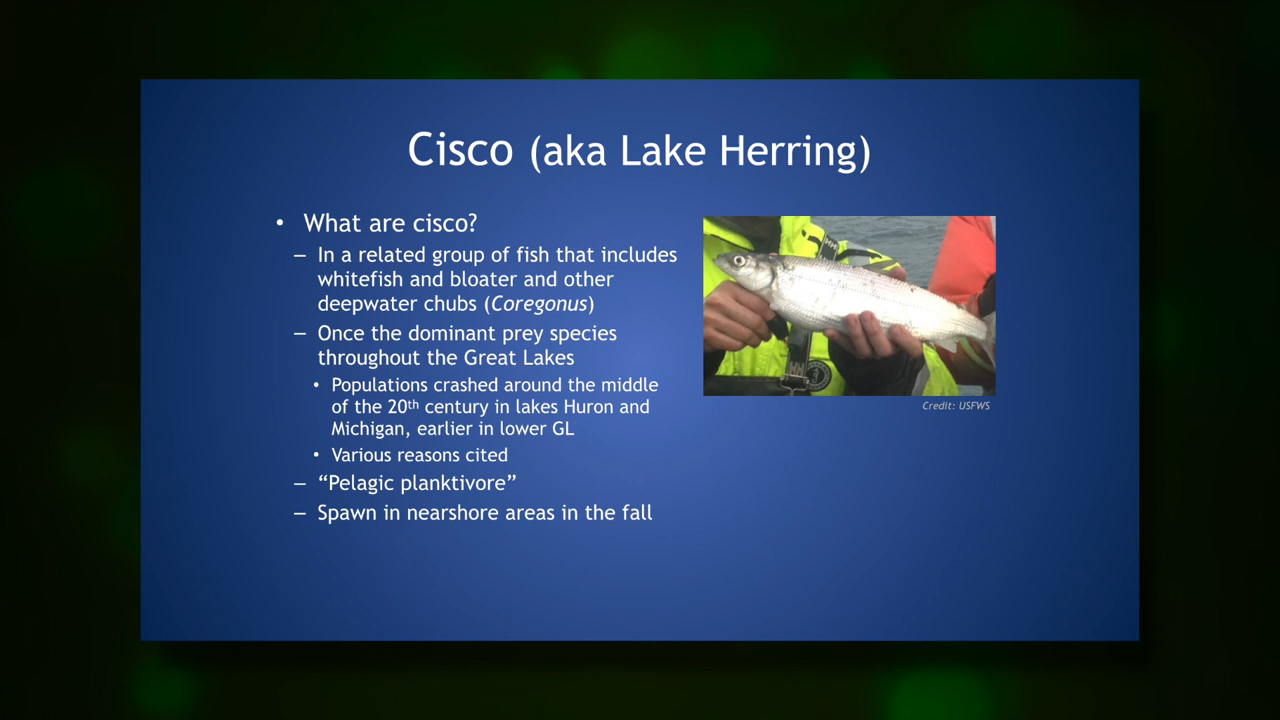 Cisco (aka Lake Herring)
• What are cisco?
– In a related group of fish that includes
whitefish and bloater and other
deepwater chubs (Coregonus)
– Once the dominant prey species
throughout the Great Lakes
• Populations crashed around the middle
of the 20th century in lakes Huron and
Michigan, earlier in lower GL
• Various reasons cited
– “Pelagic planktivore”
– Spawn in nearshore areas in the fall
Credit: USFWS